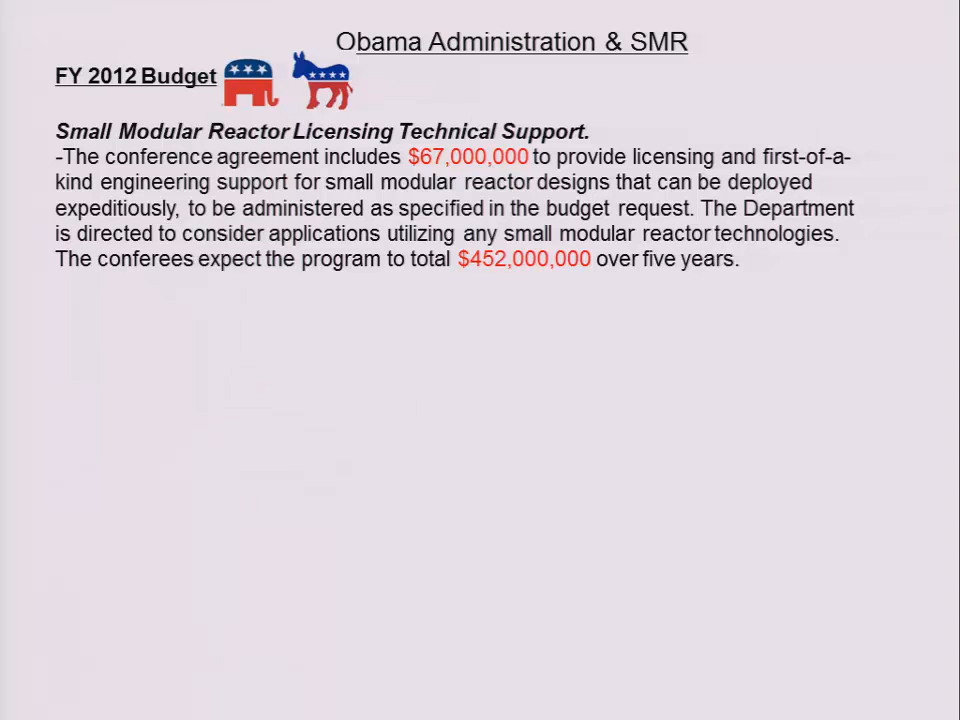 Obama Administration & SMR
FY 2012 Budget
Small Modular Reactor Licensing Technical Support.
-The conference agreement includes $67,000,000 to provide licensing and first-of-a-
kind engineering support for small modular reactor designs that can be deployed
expeditiously, to be administered as specified in the budget request. The Department
is directed to consider applications utilizing any small modular reactor technologies.
The conferees expect the program to total $452,000,000 over five years.